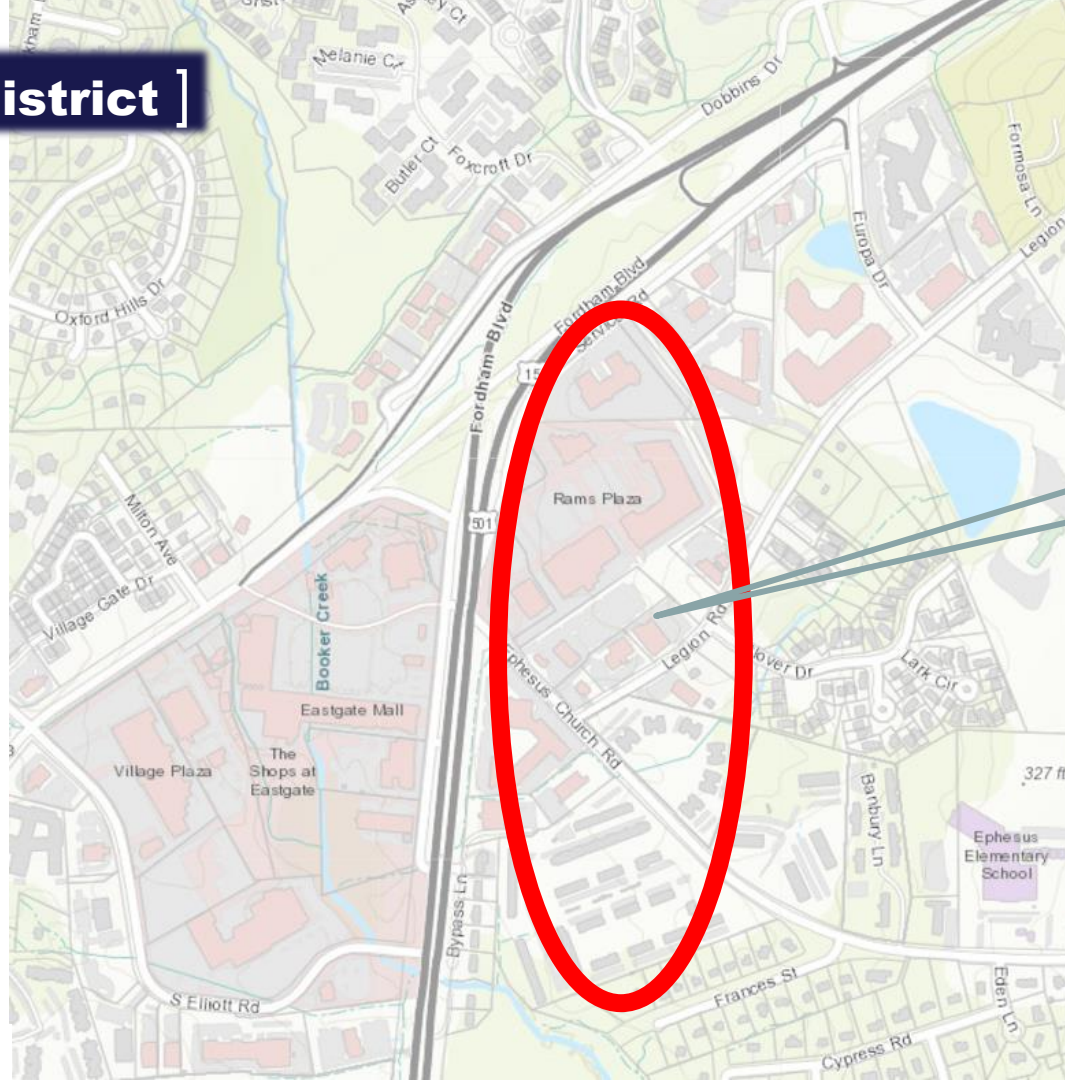 istrict ]
Melanie Ct
Butler Ct
Foxcroft Dr
Dobbins Dr
Formosa Ln
Legion
Europa Dr
Oxford Hills Dr
Fordham Blvd
Fordham Blvd
Service Rd
15
501
Rams Plaza
Milton Ave
Village Gate Dr
Booker Creek
Eastgate Mall
The
Shops at
Eastgate
Village Plaza
Ephesus Church Rd
Legion Rd
lover Dr
Lark Cir
327 ft
Banbury Ln
Ephesus
Elementary
School
Bypass Ln
S Elliott Rd
Frances St
Eden Ln
Cypress Rd